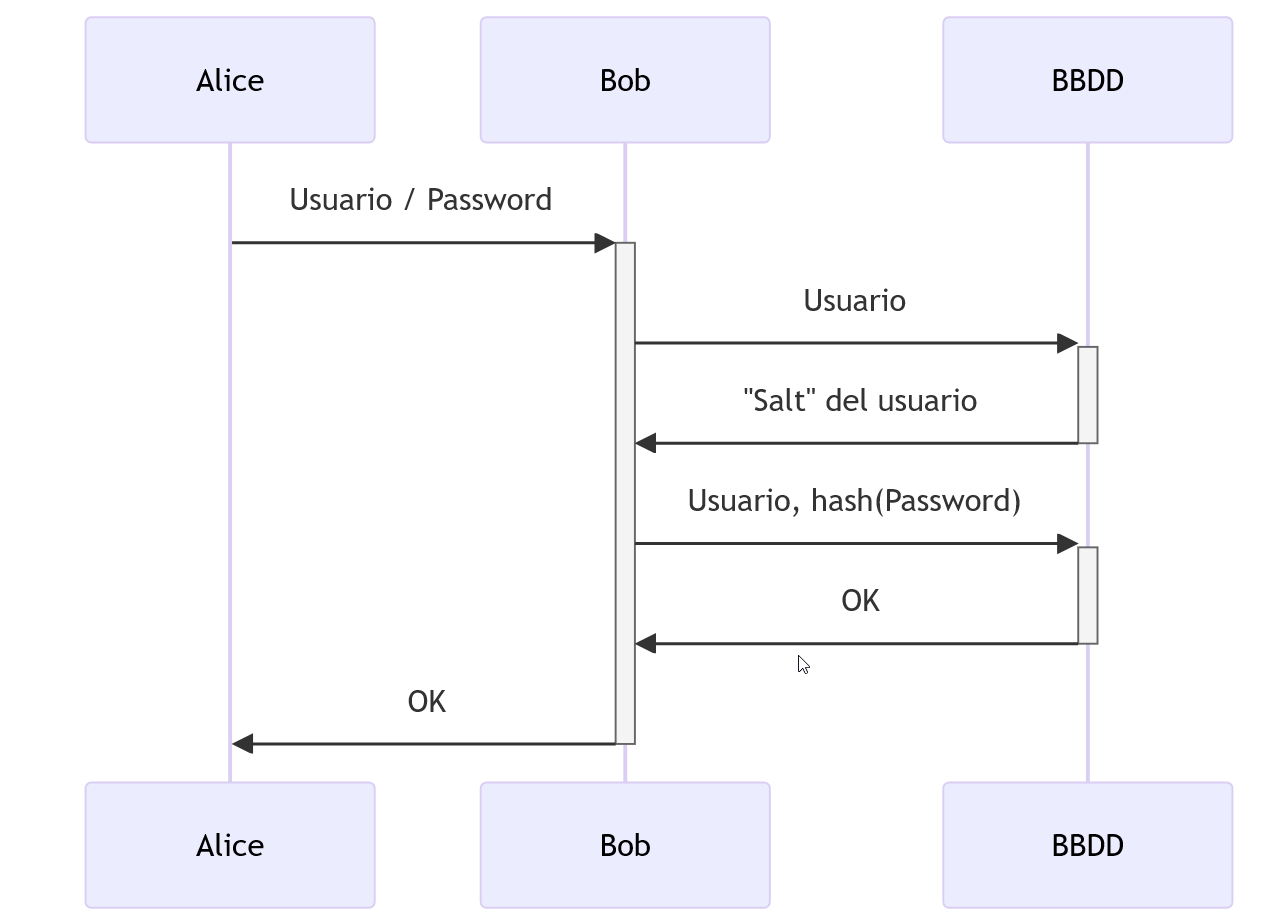 Alice
Bob
BBDD
Usuario / Password
Usuario
"Salt" del usuario
Usuario, hash(Password)
OK
OK
Alice
Bob
BBDD